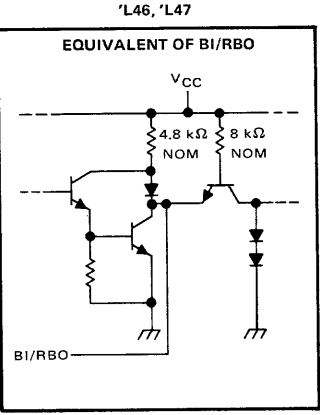 'L46, 'L47
EQUIVALENT OF BI/RBO
VCC
4.8 kΩ
NOM
8 kΩ
NOM
BI/RBO